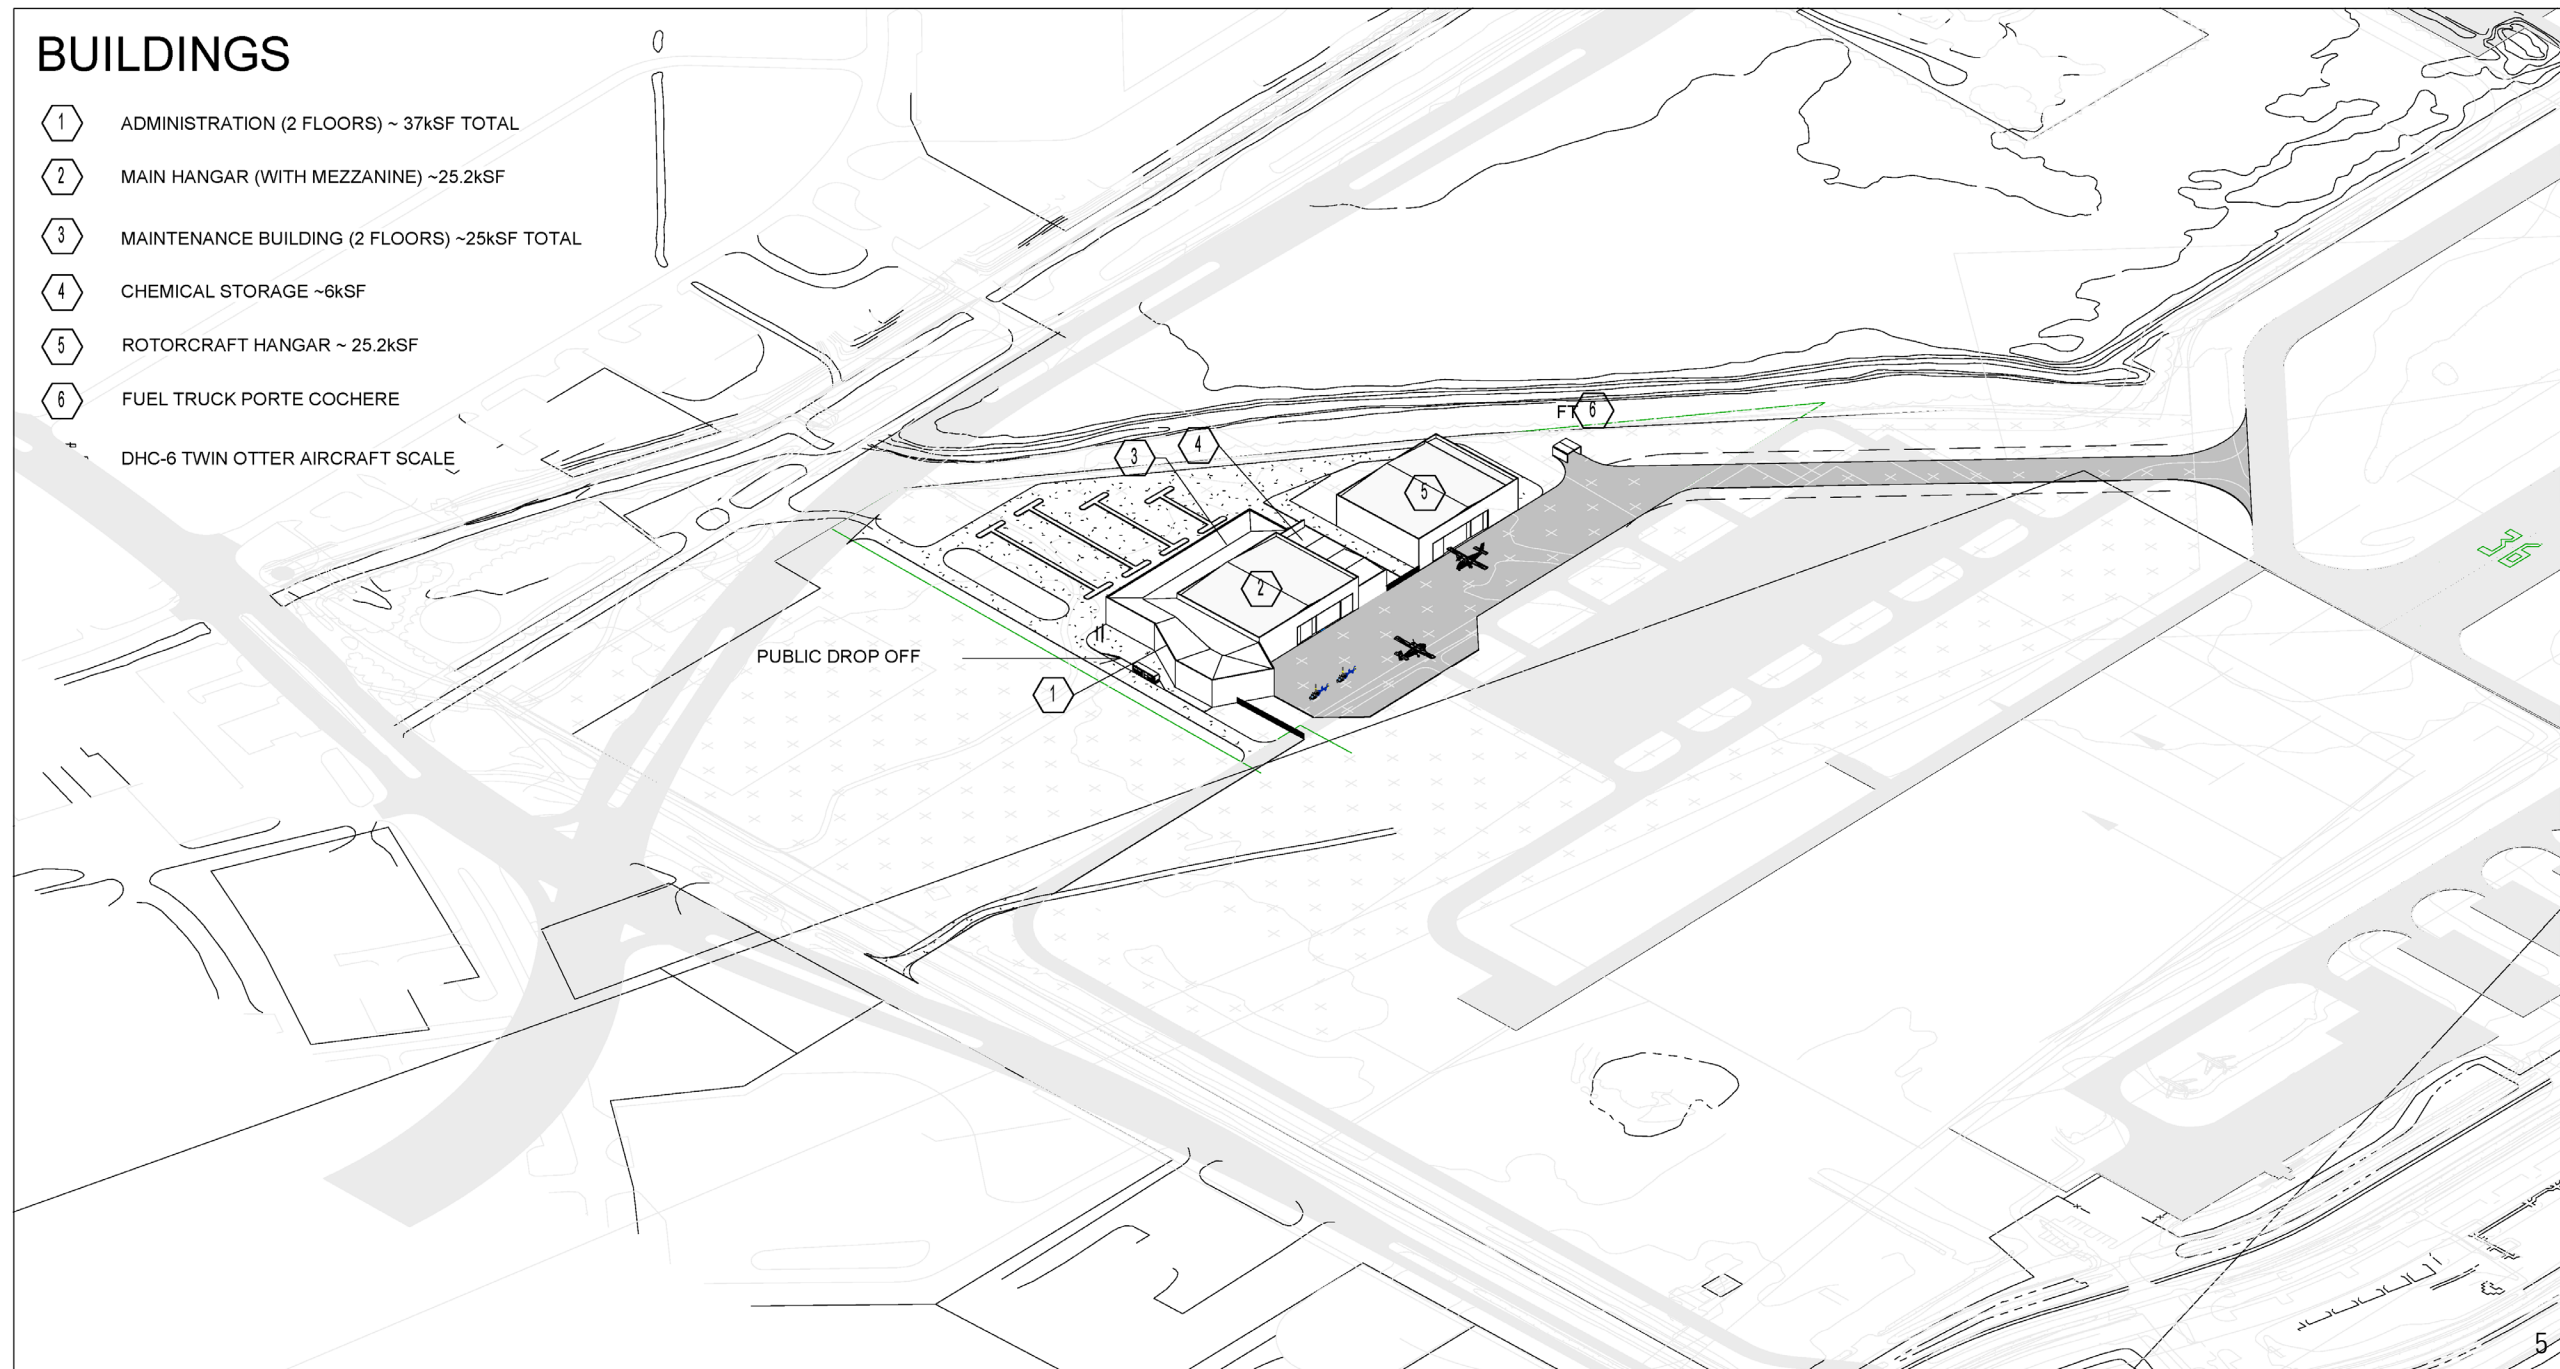 BUILDINGS
1 ADMINISTRATION (2 FLOORS) ~ 37kSF TOTAL
2 MAIN HANGAR (WITH MEZZANINE) ~25.2kSF
3 MAINTENANCE BUILDING (2 FLOORS) ~25kSF TOTAL
4 CHEMICAL STORAGE ~6kSF
5 ROTORCRAFT HANGAR ~ 25.2kSF
6 FUEL TRUCK PORTE COCHERE
DHC-6 TWIN OTTER AIRCRAFT SCALE
FT 6
3
4
5
36
2
PUBLIC DROP OFF
1
5